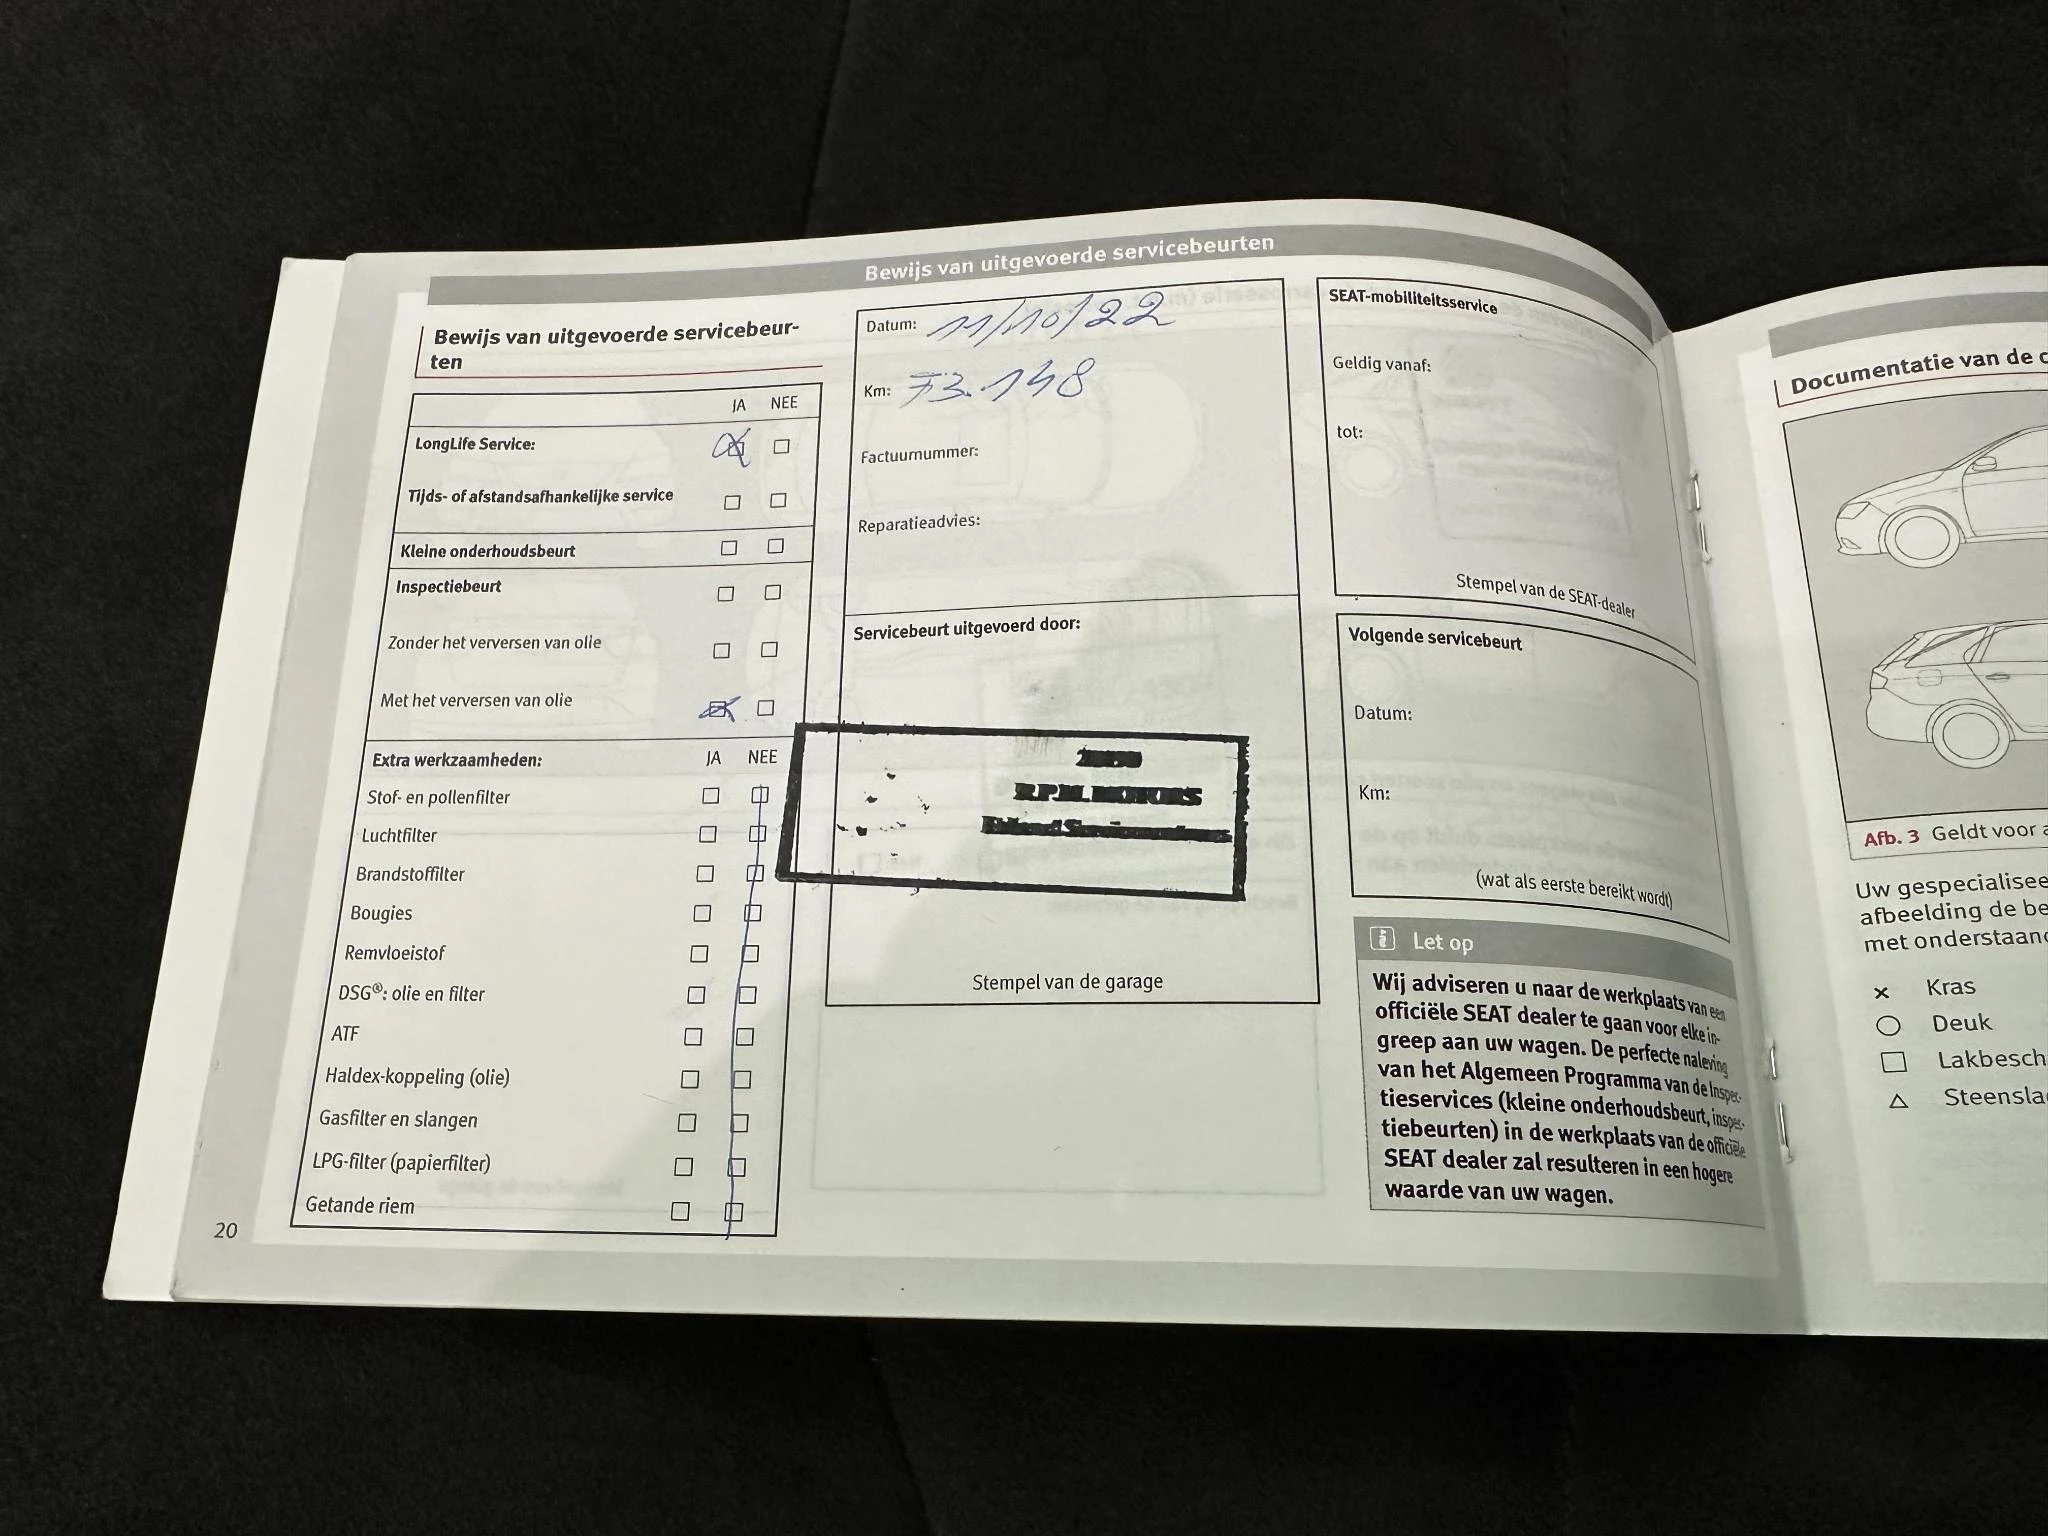 Bewijs van uitgevoerde servicebeurten
Bewijs van uitgevoerde servicebeur-
ten
JA NEE
LongLife Service:
Tijds- of afstandsafhankelijke service
Kleine onderhoudsbeurt
Inspectiebeurt
Zonder het verversen van olie
Met het verversen van olie
Extra werkzaamheden: JA NEE
Stof- en pollenfilter
Luchtfilter
Brandstoffilter
Bougies
Remvloeistof
DSG®: olie en filter
ATF
Haldex-koppeling (olie)
Gasfilter en slangen
LPG-filter (papierfilter)
Getande riem
20
Datum: 11/10/22
Km: 73.148
Factuurnummer:
Reparatieadvies:
Servicebeurt uitgevoerd door:
R.P.M. MOTORS
Stempel van de garage
SEAT-mobiliteitsservice
Geldig vanaf:
tot:
Stempel van de SEAT-dealer
Volgende servicebeurt
Datum:
Km:
(wat als eerste bereikt wordt)
Let op
Wij adviseren u naar de werkplaats van een
officiële SEAT dealer te gaan voor elke in-
greep aan uw wagen. De perfecte naleving
van het Algemeen Programma van de Inspec-
tieservices (kleine onderhoudsbeurt, inspec-
tiebeurten) in de werkplaats van de officiële
SEAT dealer zal resulteren in een hogere
waarde van uw wagen.
Documentatie van de c
Afb. 3 Geldt voor a
Uw gespecialisee
afbeelding de be
met onderstaand
Kras
Deuk
Lakbesch
Steensla